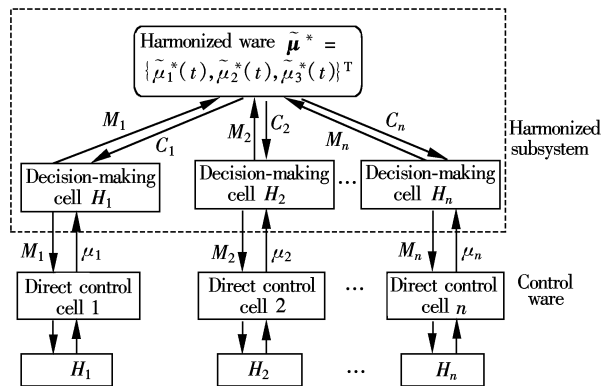 Harmonized ware μ̃* =
{μ̃₁*(t), μ̃₂*(t), μ̃₃*(t)}ᵀ
M₁
C₁
M₂
C₂
Mₙ
Cₙ
Harmonized
subsystem
Decision-making
cell H₁
Decision-making
cell H₂
...
Decision-making
cell Hₙ
M₁
μ₁
M₂
μ₂
Mₙ
μₙ
Direct control
cell 1
Direct control
cell 2
...
Direct control
cell n
Control
ware
H₁
H₂
...
Hₙ